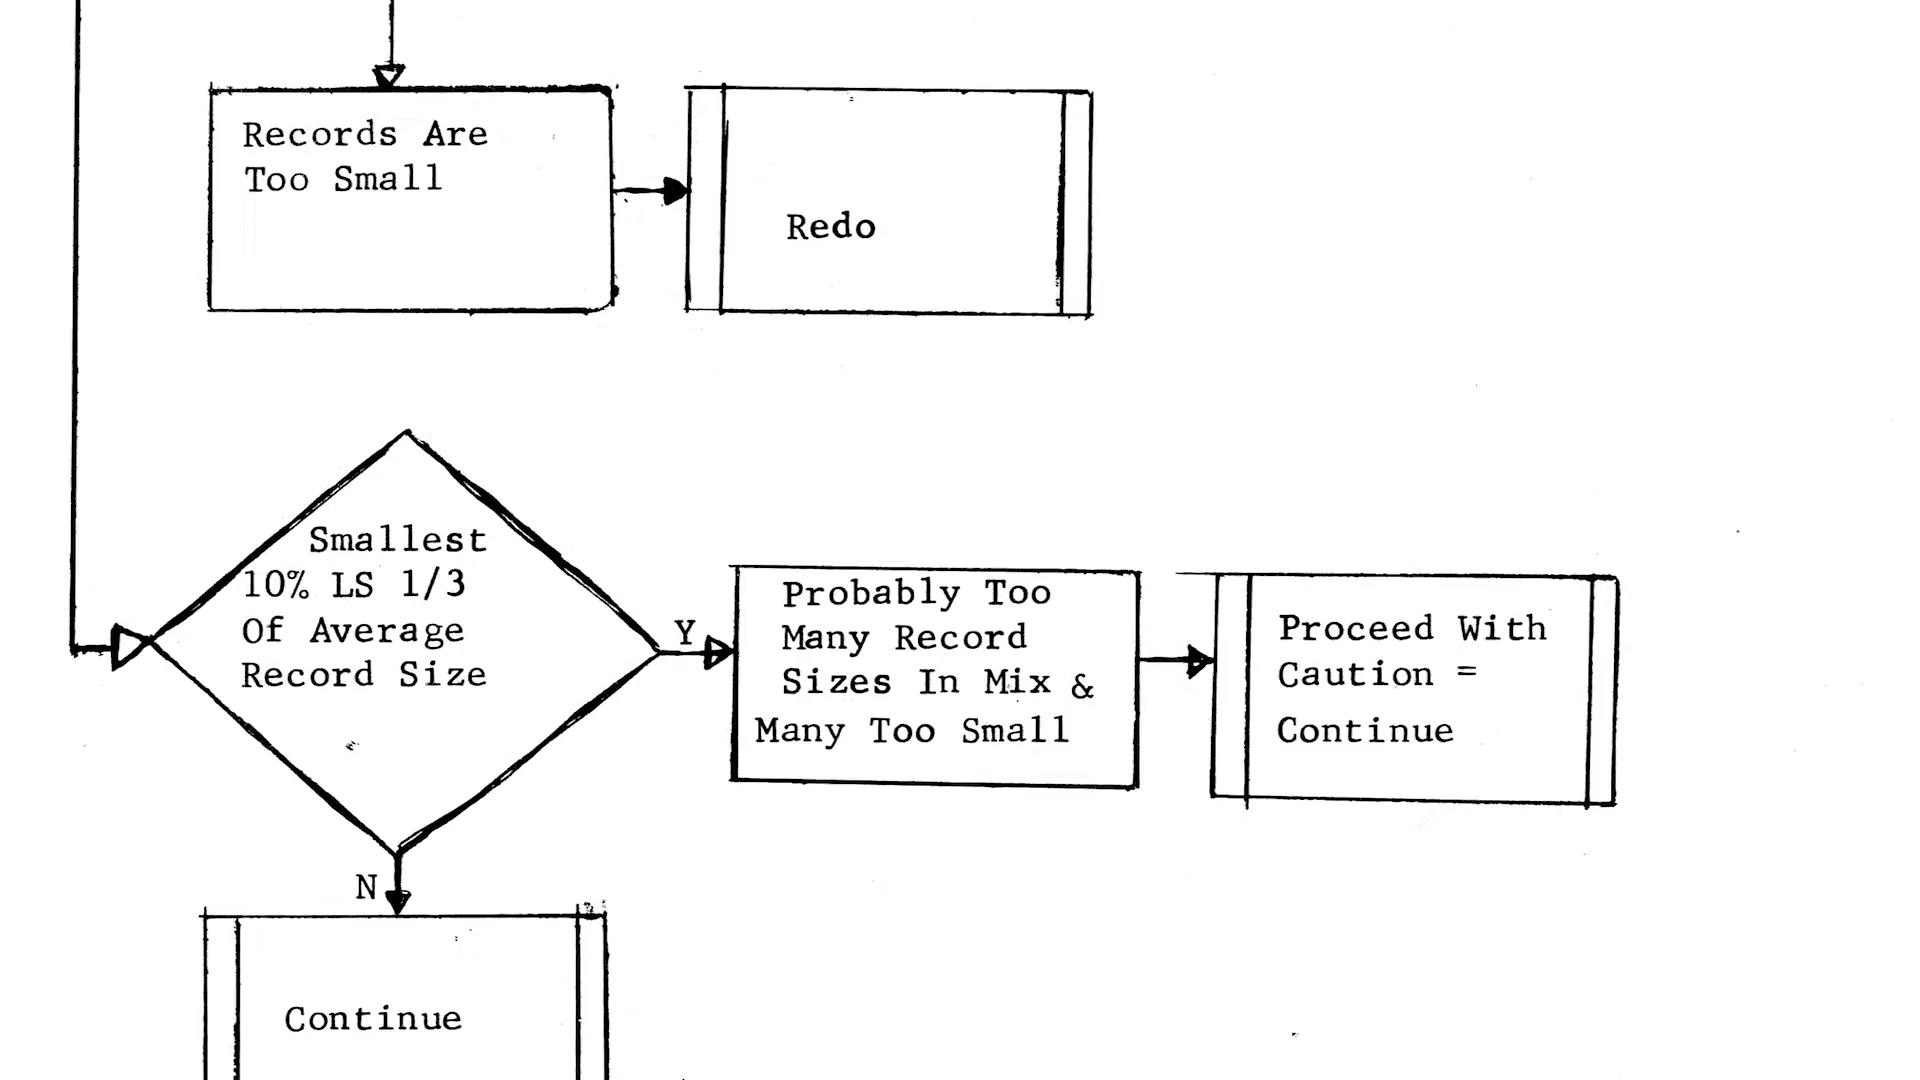 Records Are
Too Small
Redo
Smallest
10% LS 1/3
Of Average
Record Size
Y
Probably Too
Many Record
Sizes In Mix &
Many Too Small
Proceed With
Caution =
Continue
N
Continue